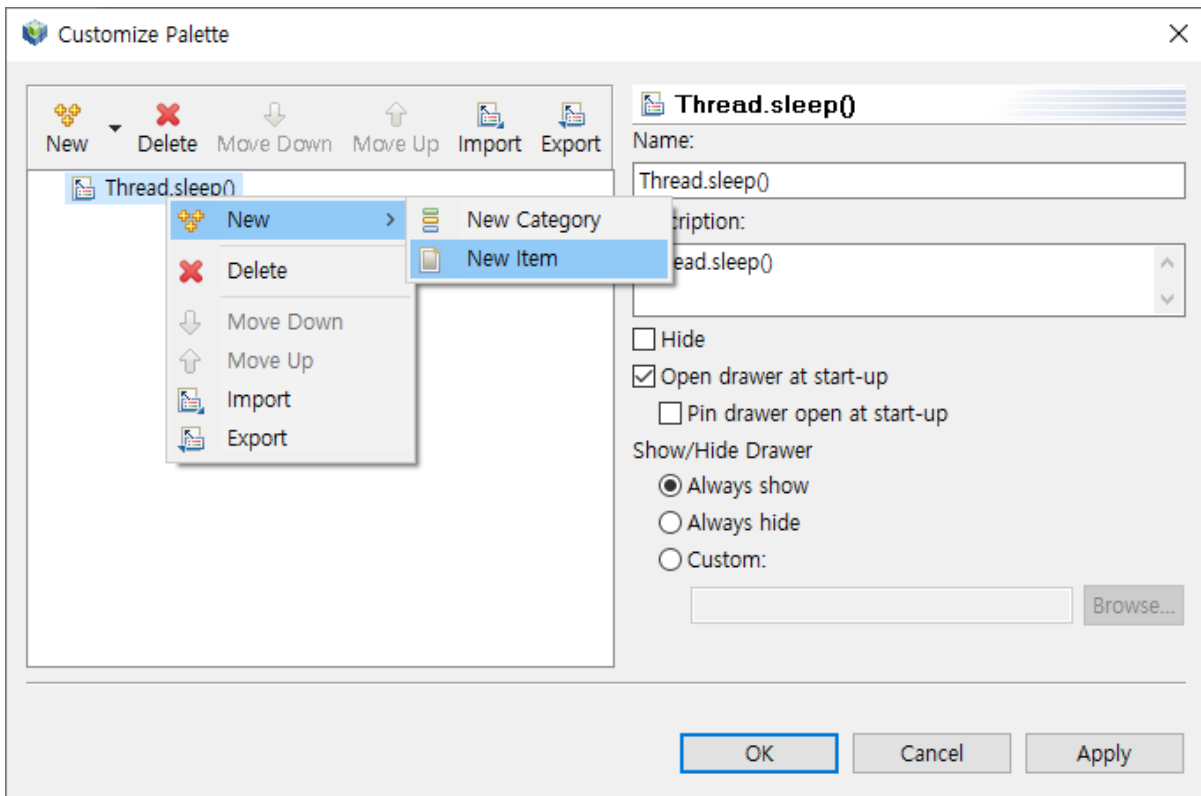 Customize Palette
New
Delete
Move Down
Move Up
Import
Export
Thread.sleep()
New
Delete
Move Down
Move Up
Import
Export
New Category
New Item
Thread.sleep()
Name:
Thread.sleep()
cription:
ead.sleep()
Hide
Open drawer at start-up
Pin drawer open at start-up
Show/Hide Drawer
Always show
Always hide
Custom:
Browse...
OK
Cancel
Apply